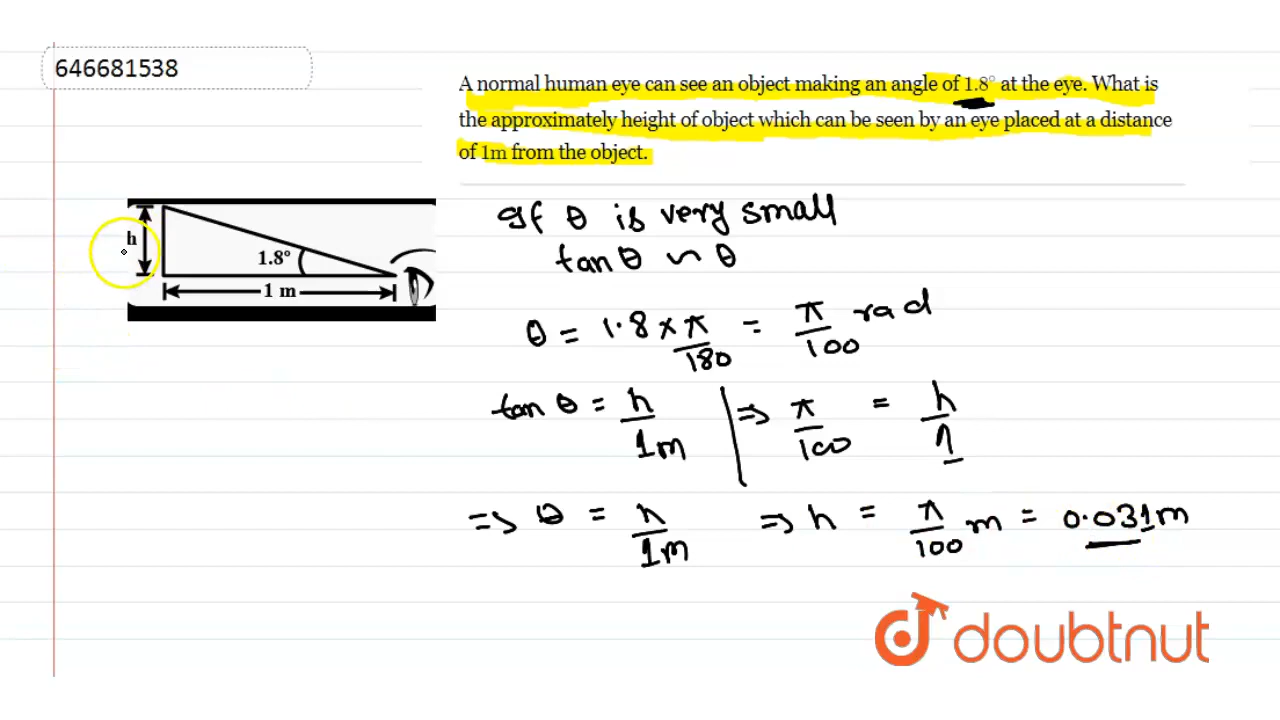 646681538
A normal human eye can see an object making an angle of 1.8° at the eye. What is
the approximately height of object which can be seen by an eye placed at a distance
of 1m from the object.
h
1.8º
1 m
If θ is very small
tan θ ∽ θ
θ = 1.8 × π/180 = π/100 rad
tan θ = h/1m ⇒ π/100 = h/1
⇒ θ = h/1m ⇒ h = π/100 m = 0.031m
doubtnut